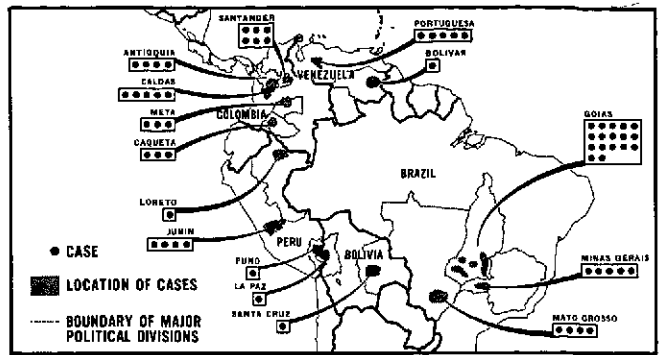 SANTANDER
PORTUGUESA
ANTIOQUIA
BOLIVAR
CALDAS
VENEZUELA
META
COLOMBIA
GOIAS
CAQUETA
BRAZIL
LORETO
JUNIN
PERU
BOLIVIA
CASE
PUNO
MINAS GERAIS
LOCATION OF CASES
LA PAZ
SANTA CRUZ
MATO GROSSO
BOUNDARY OF MAJOR
POLITICAL DIVISIONS